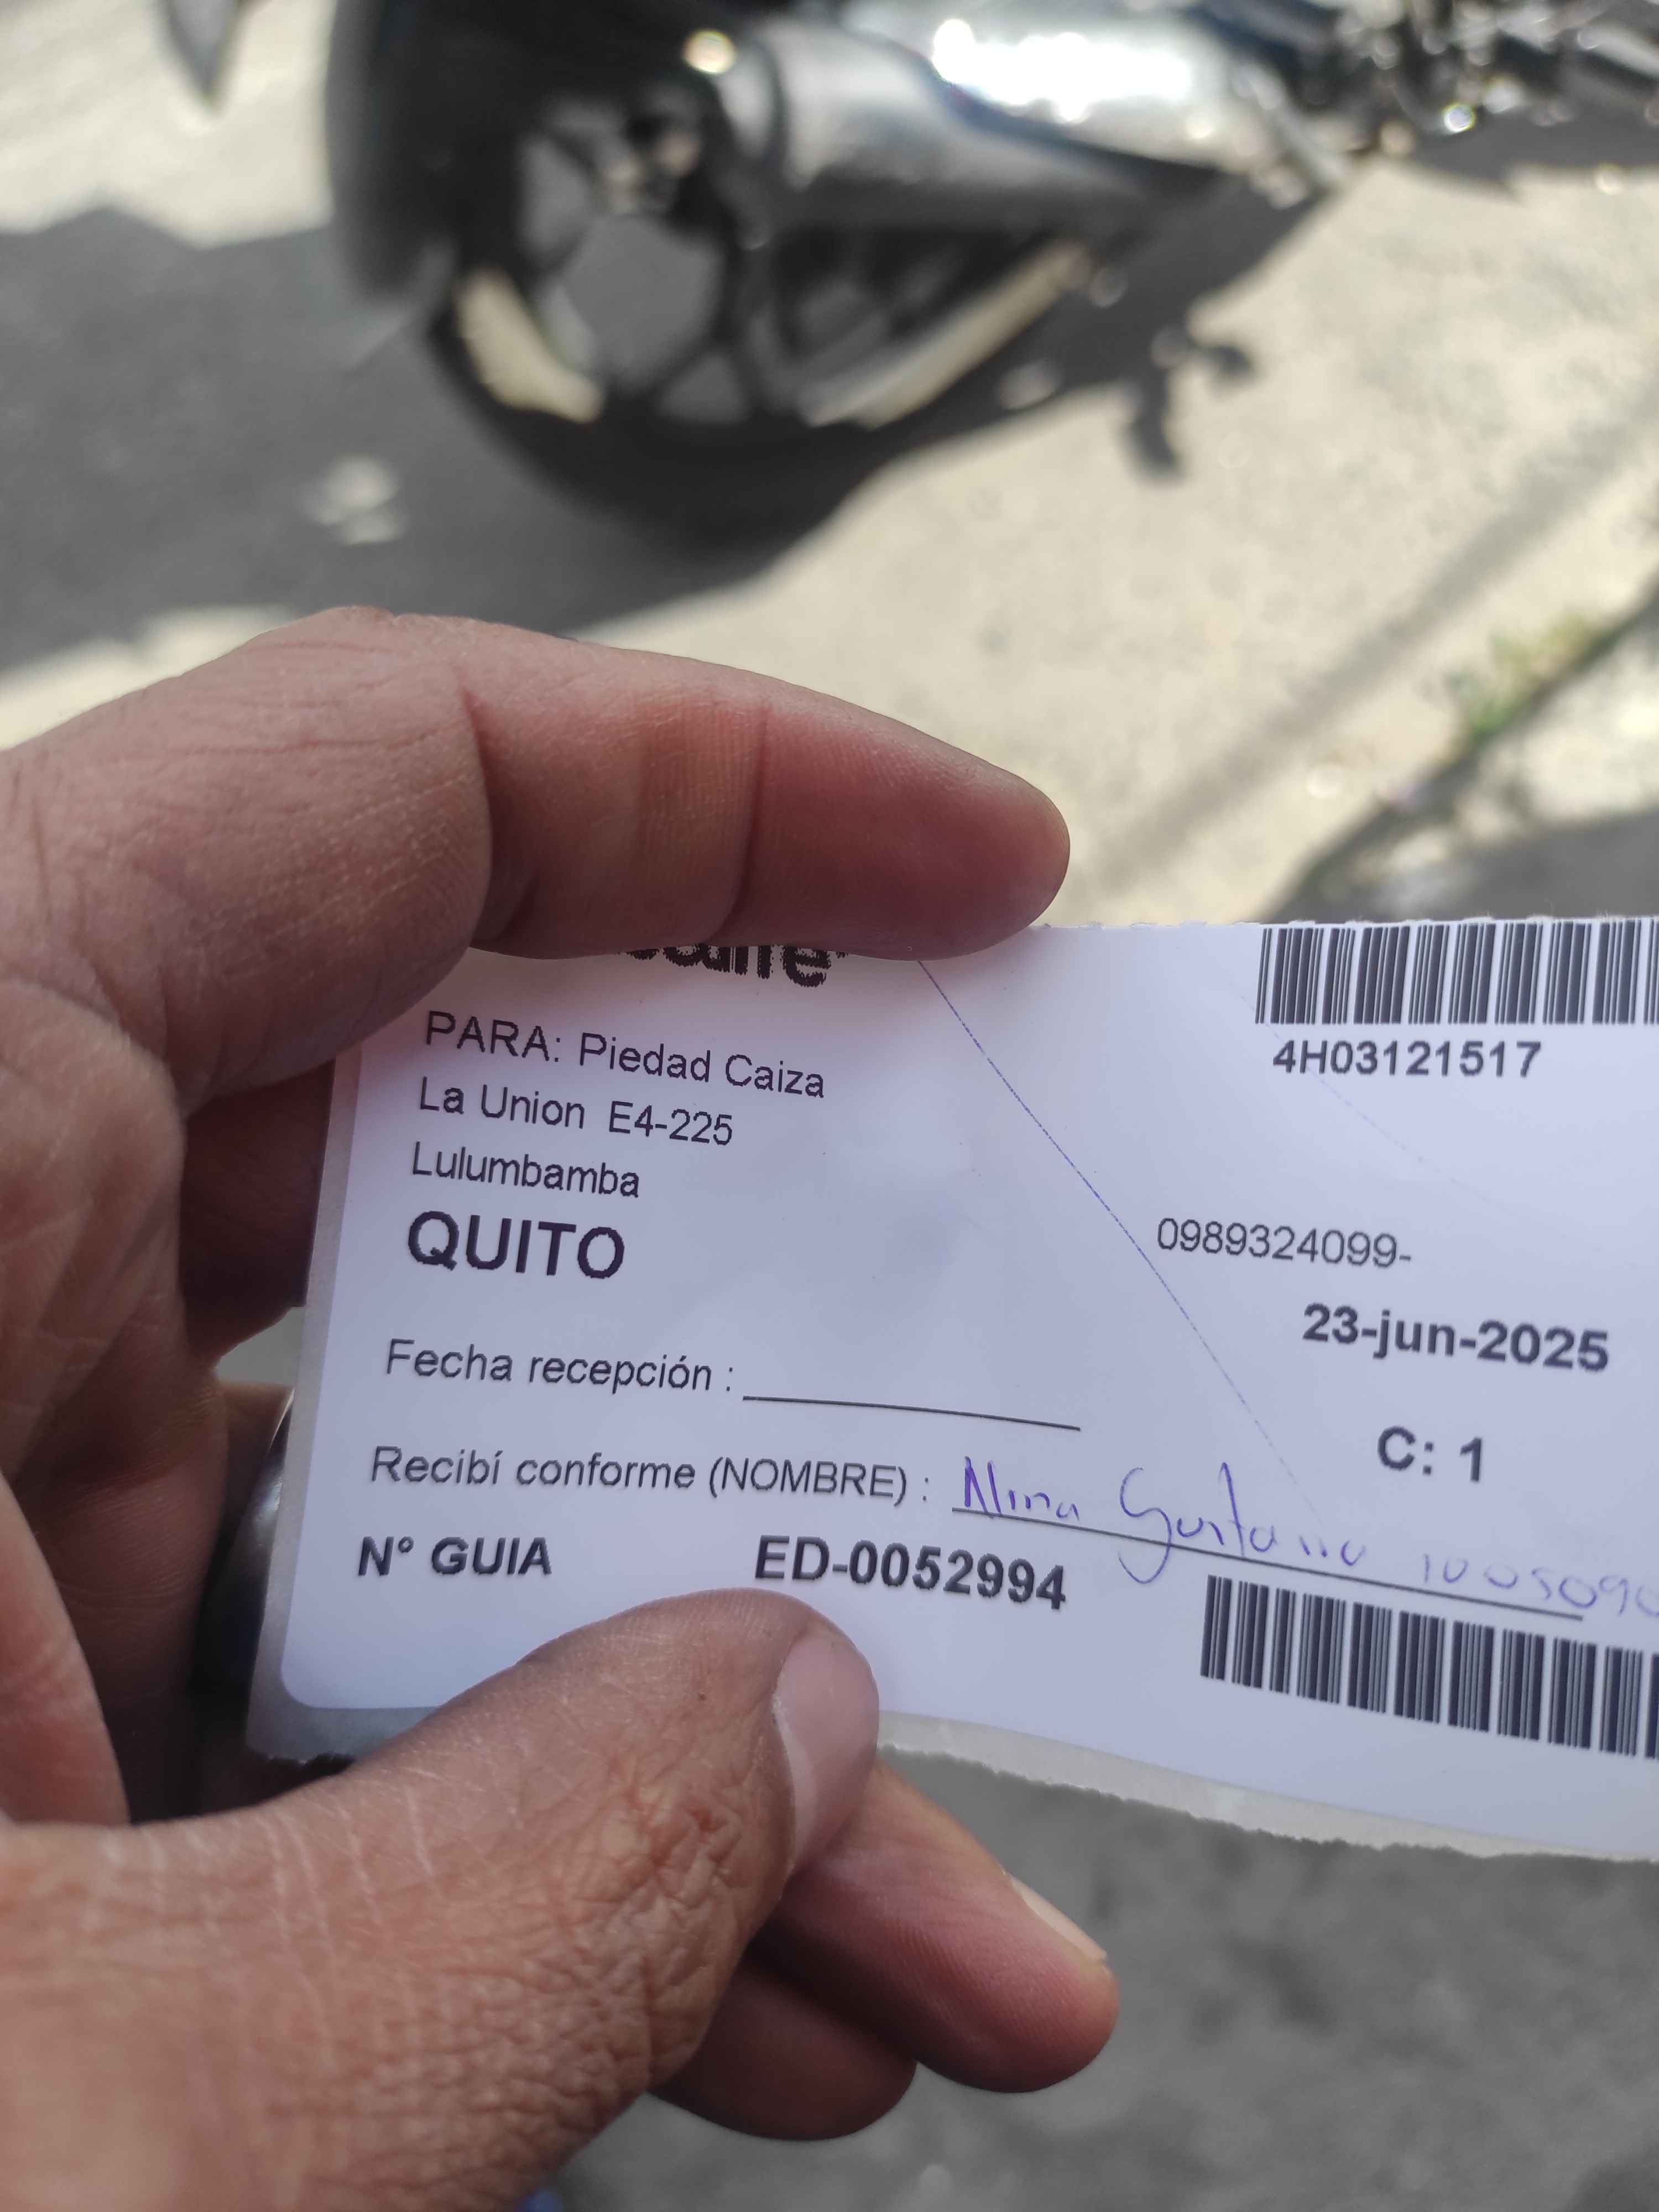 PARA: Piedad Caiza
4H03121517
La Union E4-225
Lulumbamba
QUITO
0989324099-
23-jun-2025
Fecha recepción :
C: 1
Recibí conforme (NOMBRE) :
N° GUIA ED-0052994